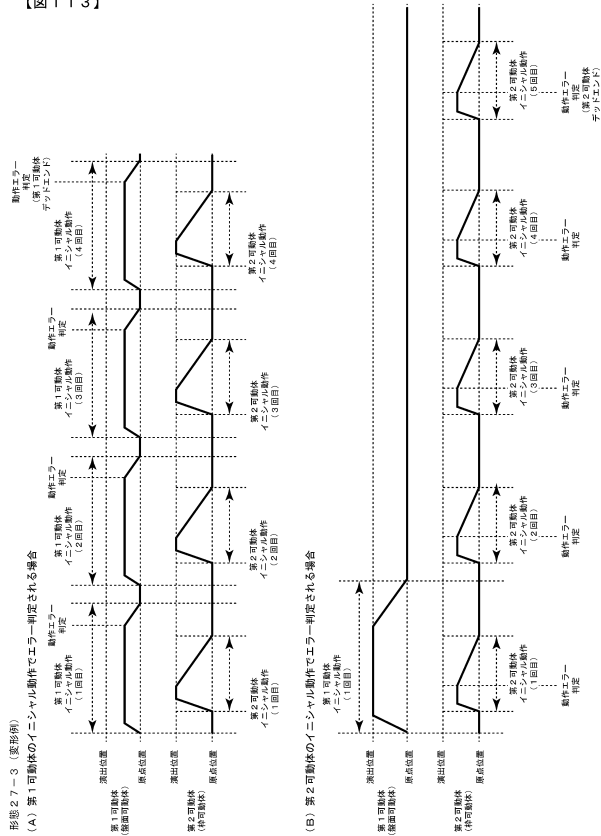 【図１１３】
形態２７－３（変形例）
（Ａ）第１可動体のイニシャル動作でエラー判定される場合
第１可動体
（盤面可動体）
演出位置
原点位置
第１可動体
イニシャル動作
（１回目）
動作エラー
判定
第１可動体
イニシャル動作
（２回目）
動作エラー
判定
第１可動体
イニシャル動作
（３回目）
動作エラー
判定
第１可動体
イニシャル動作
（４回目）
動作エラー
判定
（第１可動体
デッドエンド）
第２可動体
（枠可動体）
演出位置
原点位置
第２可動体
イニシャル動作
（１回目）
第２可動体
イニシャル動作
（２回目）
第２可動体
イニシャル動作
（３回目）
第２可動体
イニシャル動作
（４回目）
（Ｂ）第２可動体のイニシャル動作でエラー判定される場合
第１可動体
（盤面可動体）
演出位置
原点位置
第１可動体
イニシャル動作
（１回目）
第２可動体
（枠可動体）
演出位置
原点位置
第２可動体
イニシャル動作
（１回目）
動作エラー
判定
第２可動体
イニシャル動作
（２回目）
動作エラー
判定
第２可動体
イニシャル動作
（３回目）
動作エラー
判定
第２可動体
イニシャル動作
（４回目）
動作エラー
判定
第２可動体
イニシャル動作
（５回目）
動作エラー
判定
（第２可動体
デッドエンド）